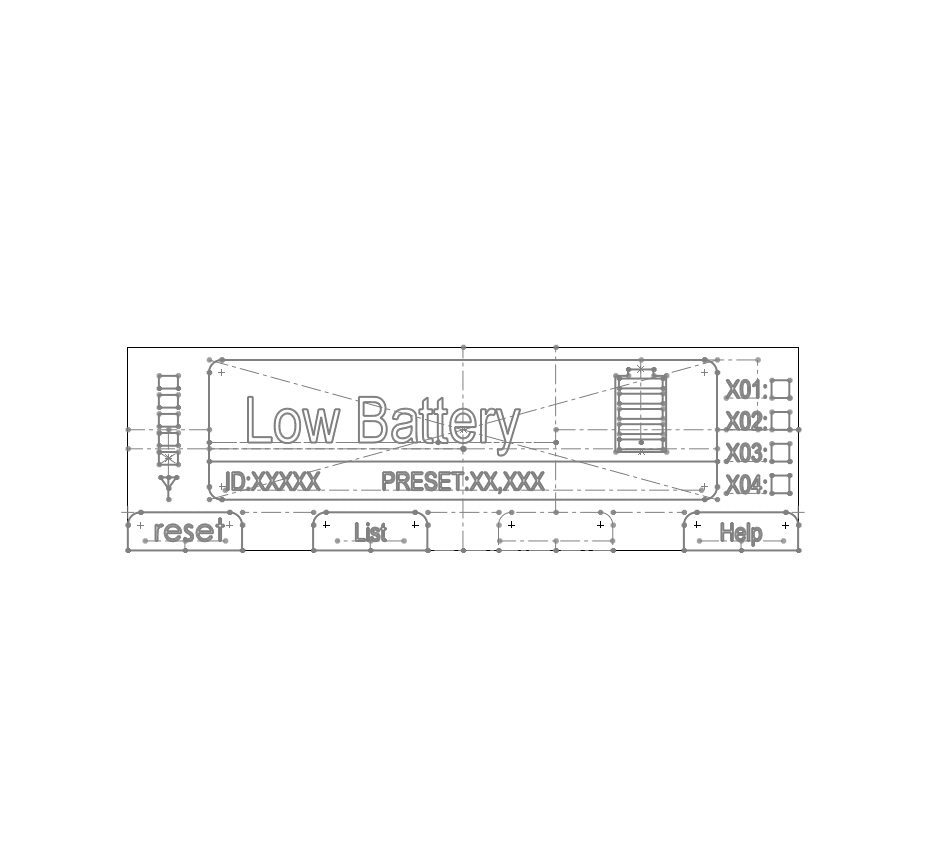 Low Battery
JD:XXXXX PRESET:XX,XXX
X01:
X02:
X03:
X04:
reset List Help